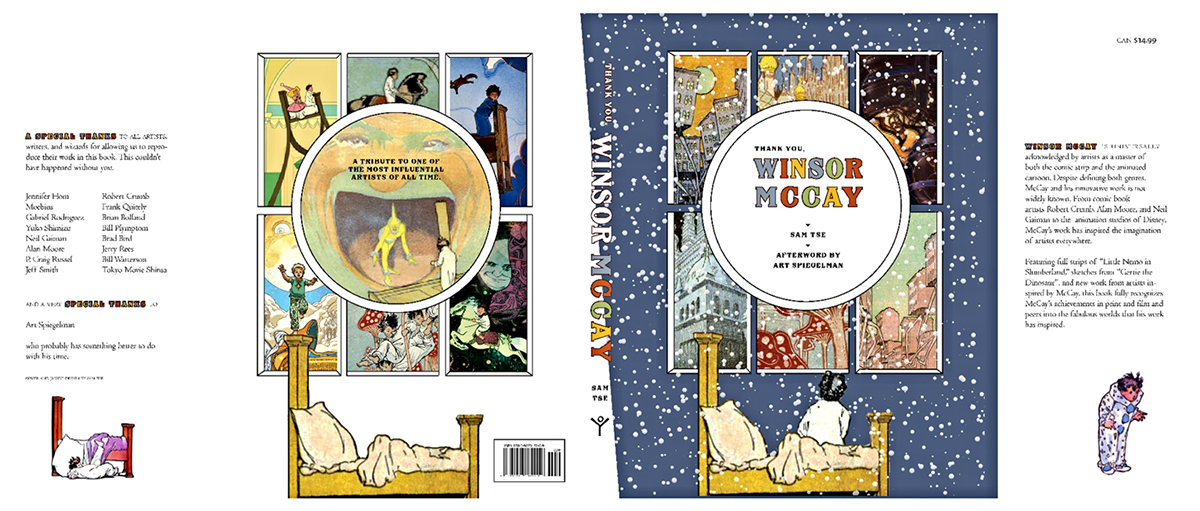 A SPECIAL THANKS TO ALL ARTISTS,
writers, and wizards for allowing us to repro-
duce their work in this book. This couldn't
have happened without you.
Jennifer Horn
Moebius
Gabriel Rodriguez
Yuko Shimizu
Neil Gaiman
Alan Moore
P. Craig Russel
Jeff Smith
Robert Crumb
Frank Quitely
Brian Bolland
Bill Plympton
Brad Bird
Jerry Rees
Bill Waterson
Tokyo Movie Shinsa
AND A VERY SPECIAL THANKS TO
Art Spiegelman
who probably has something better to do
with his time.
A TRIBUTE TO ONE OF
THE MOST INFLUENTIAL
ARTISTS OF ALL TIME.
THANK YOU, WINSOR MCCAY
SAM
TSE
THANK YOU,
WINSOR
MCCAY
SAM TSE
AFTERWORD BY
ART SPIEGELMAN
CAN $34.99
WINSOR MCCAY IS UNIVERSALLY
acknowledged by artists as a master of
both the comic strip and the animated
cartoon. Despite defining both genres,
McCay and his innovative work is not
widely known. From comic book
artists Robert Crumb, Alan Moore, and Neil
Gaiman to the animation studios of Disney,
McCay's work has inspired the imagination
of artists everywhere.
Featuring full strips of "Little Nemo in
Slumberland," sketches from "Gertie the
Dinosaur", and new work from artists in-
spired by McCay, this book fully recognizes
McCay's achievements in print and film and
peers into the fabulous worlds that his work
has inspired.